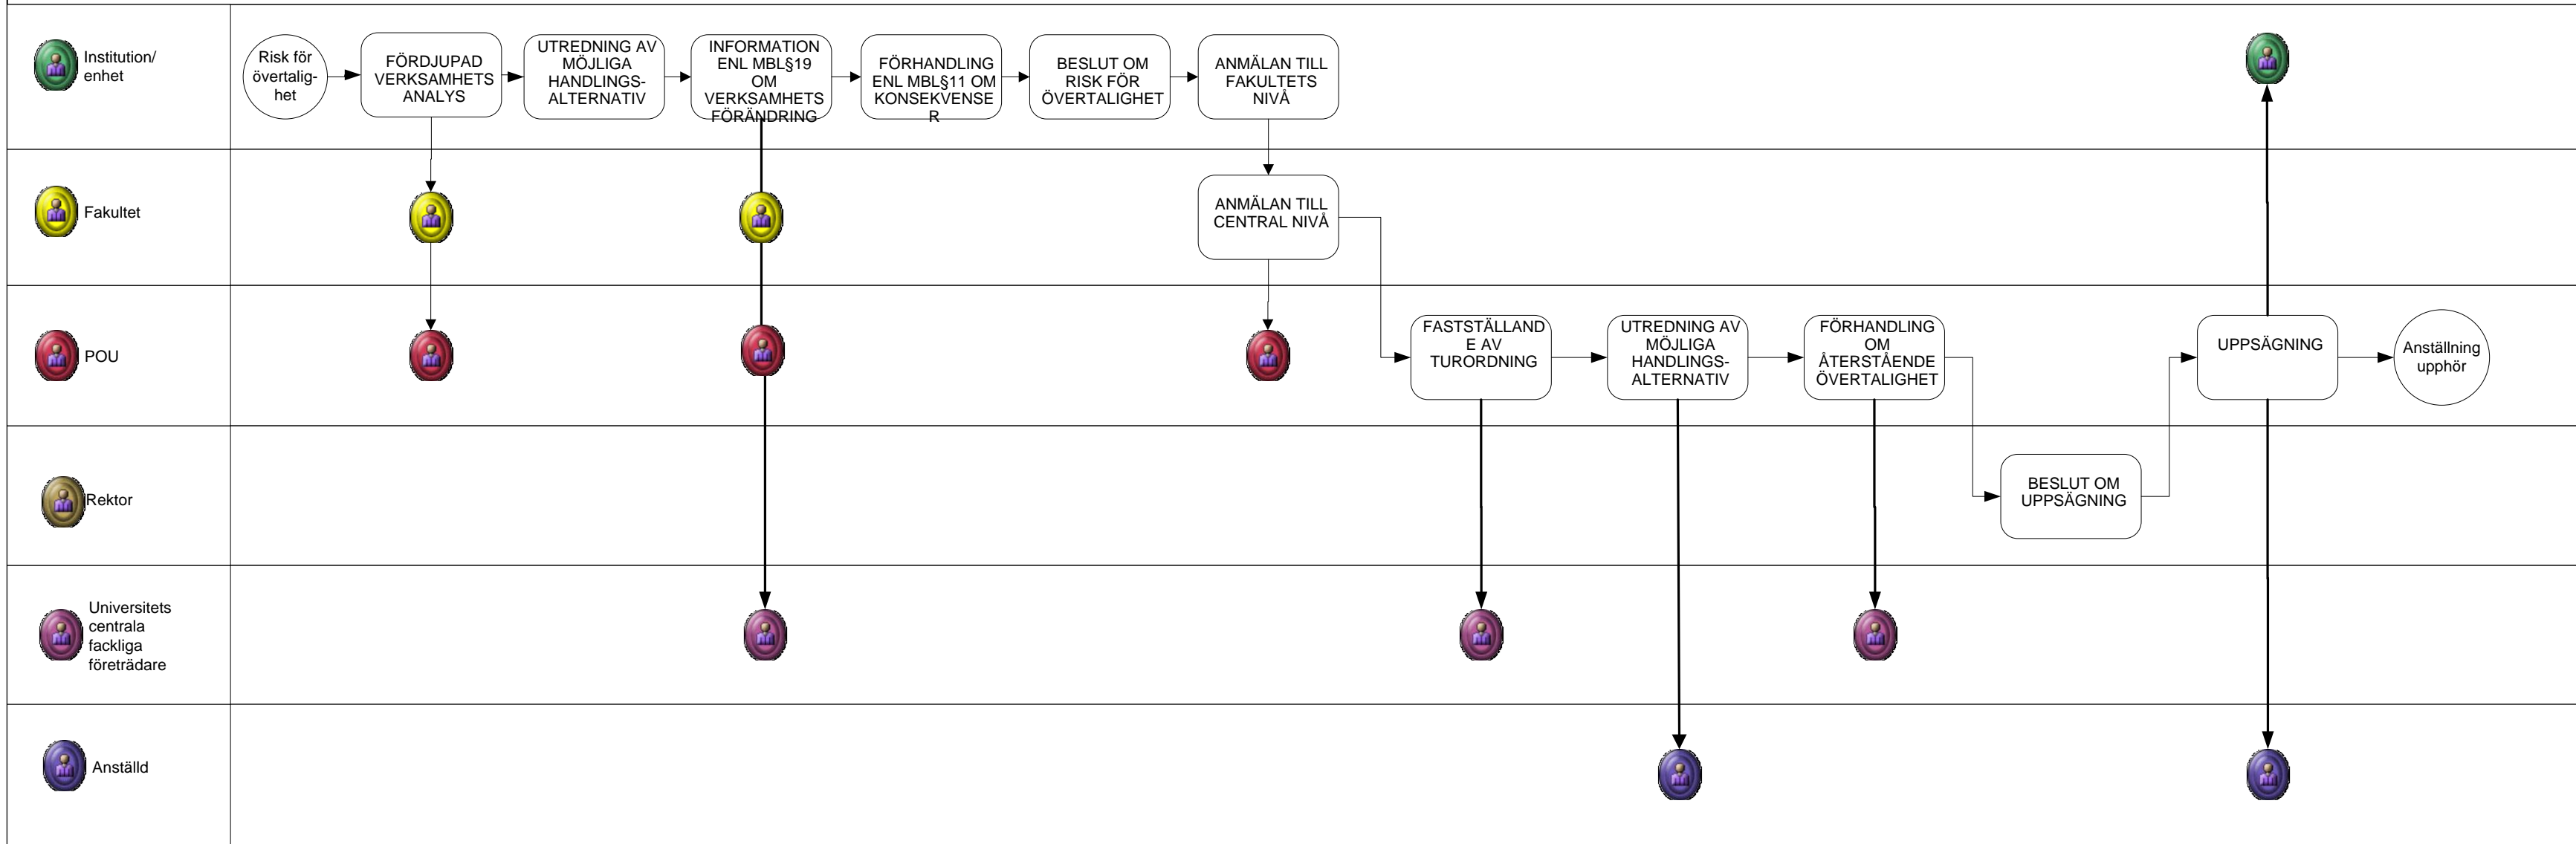 Institution/
enhet
Risk för
övertalig-
het
FÖRDJUPAD
VERKSAMHETS
ANALYS
UTREDNING AV
MÖJLIGA
HANDLINGS-
ALTERNATIV
INFORMATION
ENL MBL§19
OM
VERKSAMHETS
FÖRÄNDRING
FÖRHANDLING
ENL MBL§11 OM
KONSEKVENSE
R
BESLUT OM
RISK FÖR
ÖVERTALIGHET
ANMÄLAN TILL
FAKULTETS
NIVÅ
Fakultet
ANMÄLAN TILL
CENTRAL NIVÅ
POU
FASTSTÄLLAND
E AV
TURORDNING
UTREDNING AV
MÖJLIGA
HANDLINGS-
ALTERNATIV
FÖRHANDLING
OM
ÅTERSTÅENDE
ÖVERTALIGHET
UPPSÄGNING
Anställning
upphör
Rektor
BESLUT OM
UPPSÄGNING
Universitets
centrala
fackliga
företrädare
Anställd